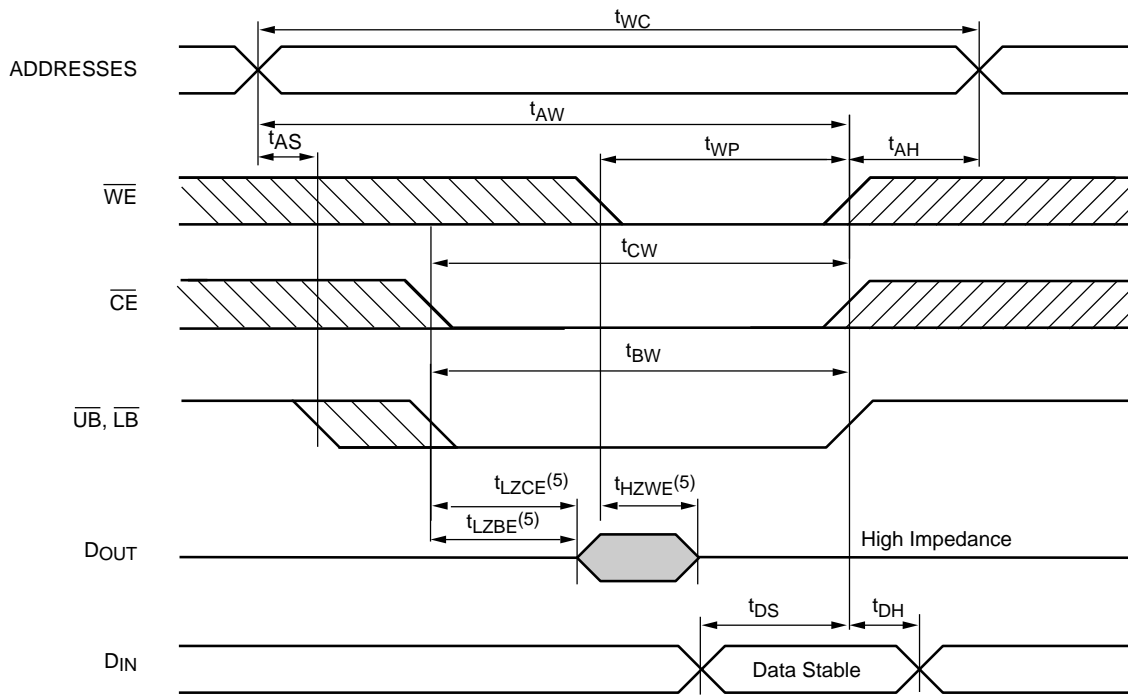 tWC
ADDRESSES
tAW
tAS
tWP
tAH
WE
tCW
CE
tBW
UB, LB
tLZCE(5)
tHZWE(5)
tLZBE(5)
DOUT
High Impedance
tDS
tDH
DIN
Data Stable